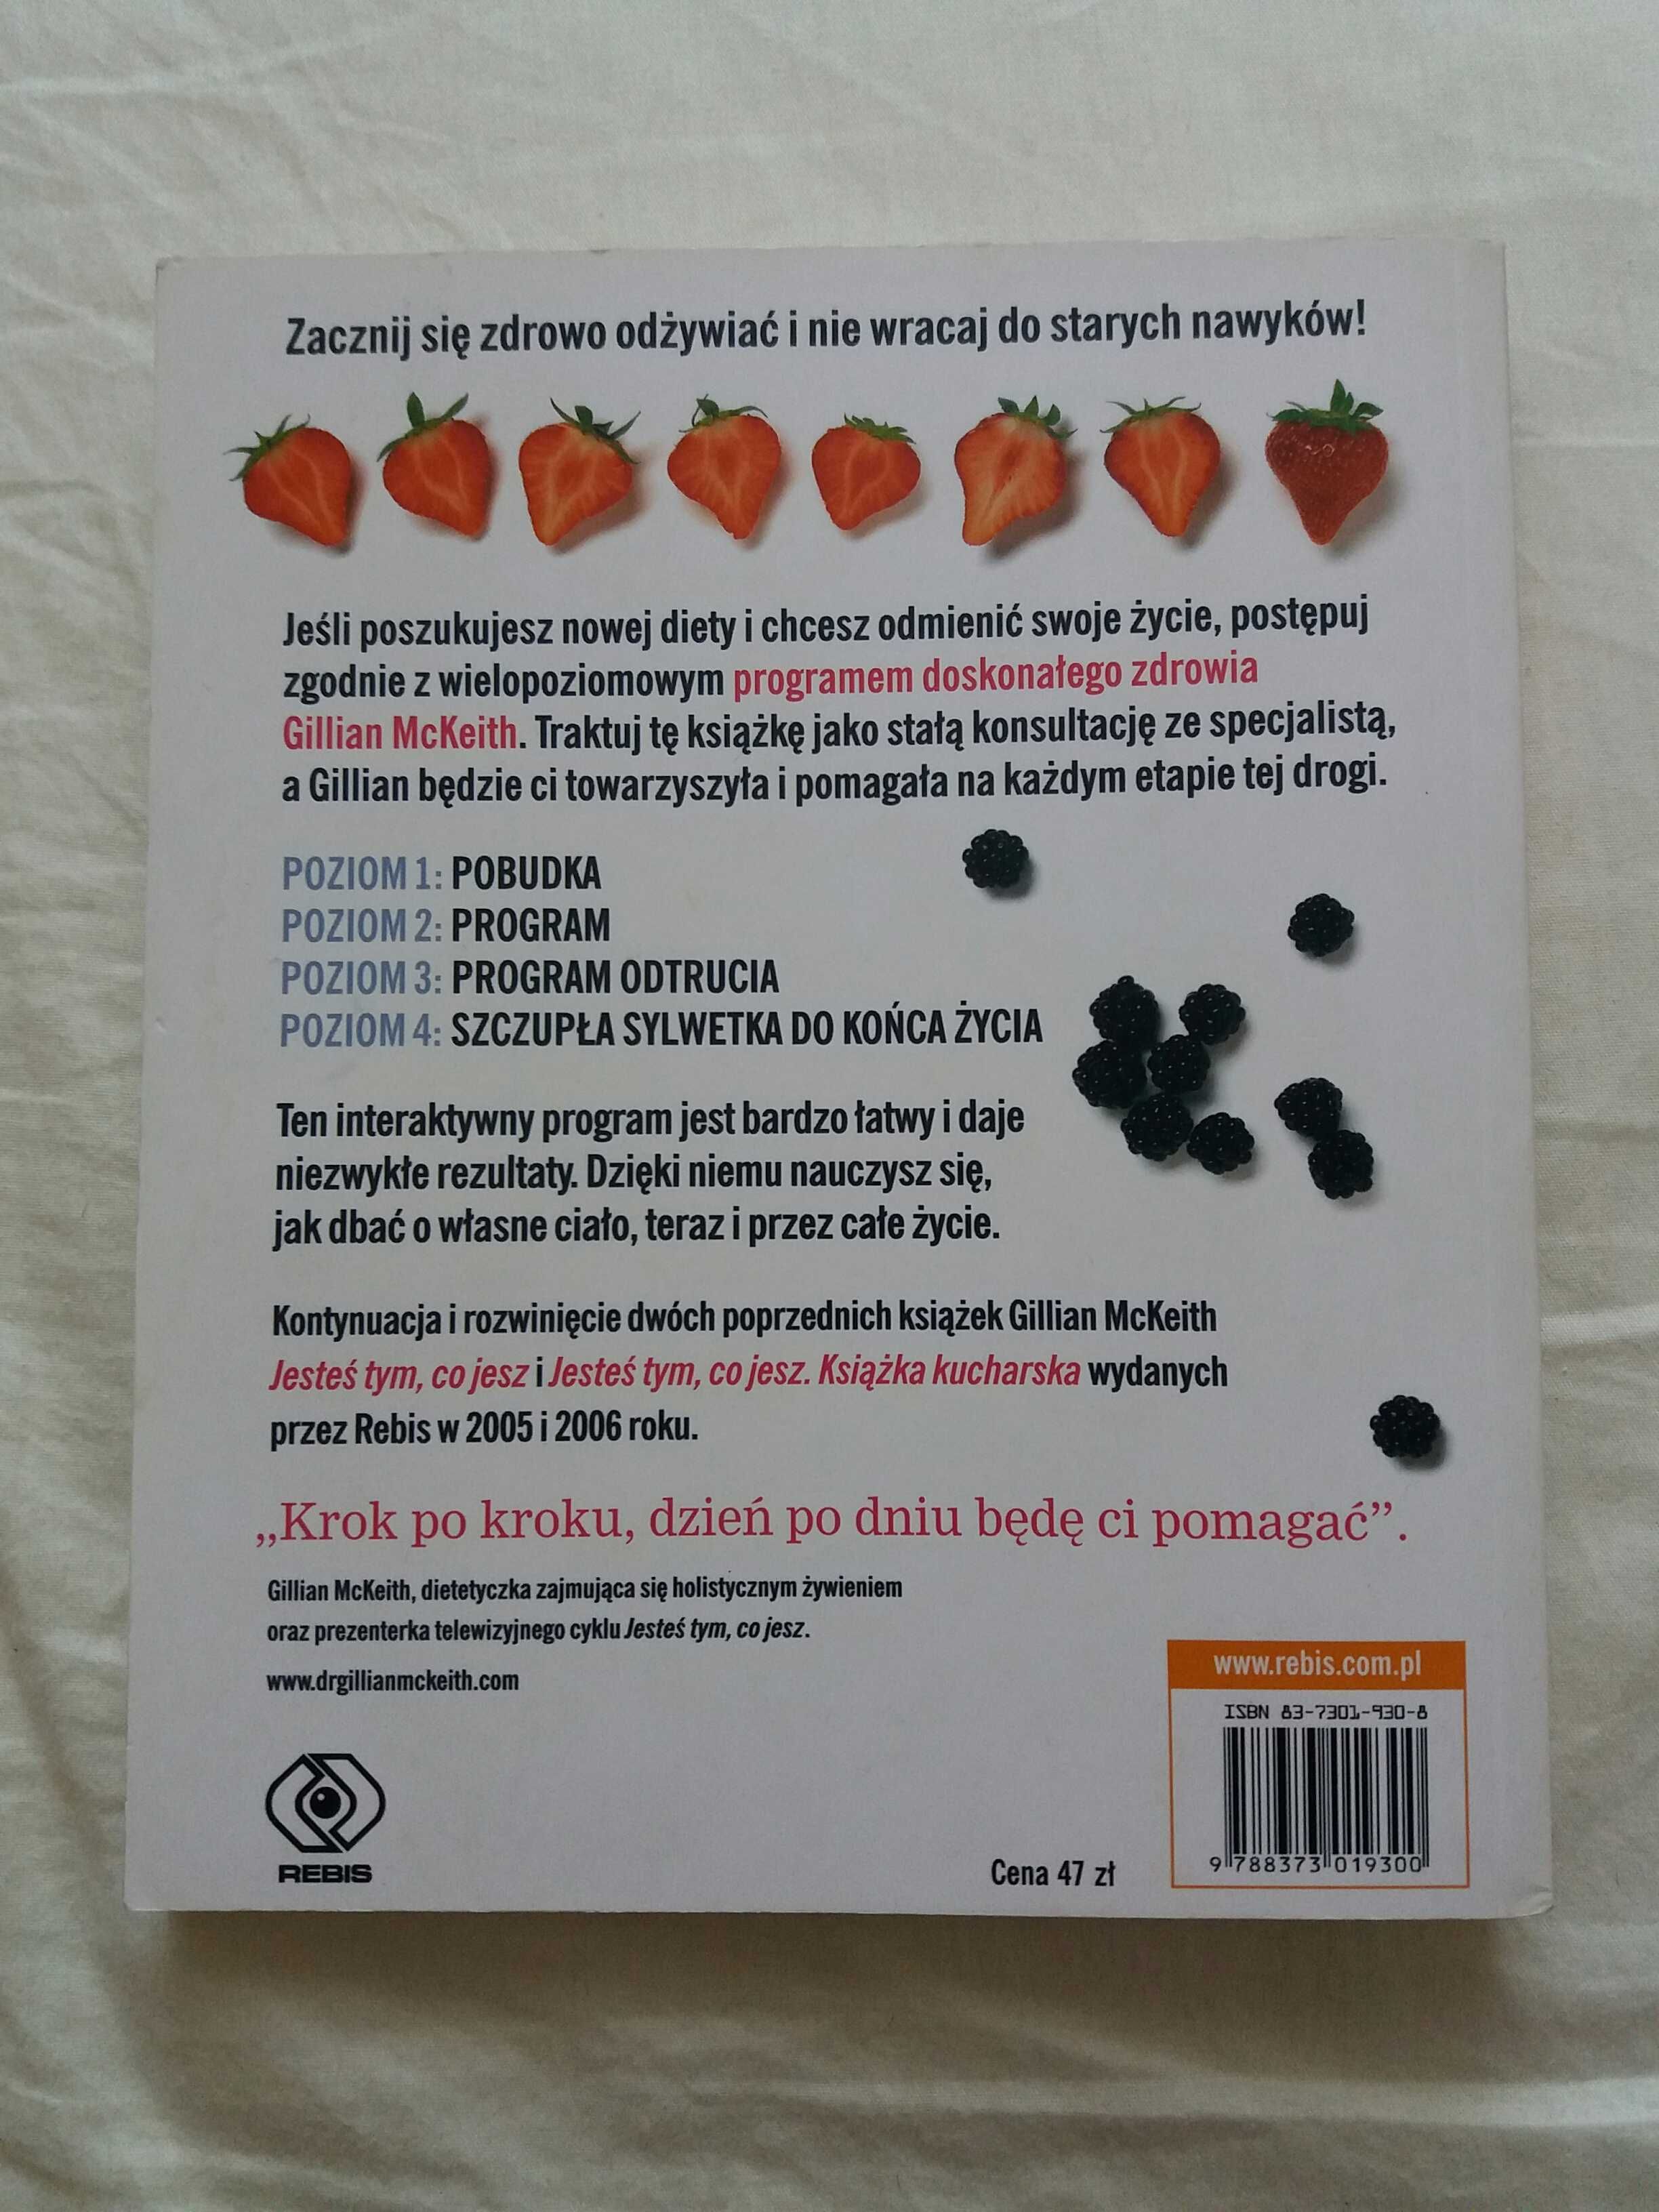 Zacznij się zdrowo odżywiać i nie wracaj do starych nawyków!
Jeśli poszukujesz nowej diety i chcesz odmienić swoje życie, postępuj
zgodnie z wielopoziomowym programem doskonałego zdrowia
Gillian McKeith. Traktuj tę książkę jako stałą konsultację ze specjalistą,
a Gillian będzie ci towarzyszyła i pomagała na każdym etapie tej drogi.
POZIOM 1: POBUDKA
POZIOM 2: PROGRAM
POZIOM 3: PROGRAM ODTRUCIA
POZIOM 4: SZCZUPŁA SYLWETKA DO KOŃCA ŻYCIA
Ten interaktywny program jest bardzo łatwy i daje
niezwykłe rezultaty. Dzięki niemu nauczysz się,
jak dbać o własne ciało, teraz i przez całe życie.
Kontynuacja i rozwinięcie dwóch poprzednich książek Gillian McKeith
Jesteś tym, co jesz i Jesteś tym, co jesz. Książka kucharska wydanych
przez Rebis w 2005 i 2006 roku.
„Krok po kroku, dzień po dniu będę ci pomagać”.
Gillian McKeith, dietetyczka zajmująca się holistycznym żywieniem
oraz prezenterka telewizyjnego cyklu Jesteś tym, co jesz.
www.drgillianmckeith.com
REBIS
Cena 47 zł
www.rebis.com.pl
ISBN 83-7301-930-8
9 788373 019300